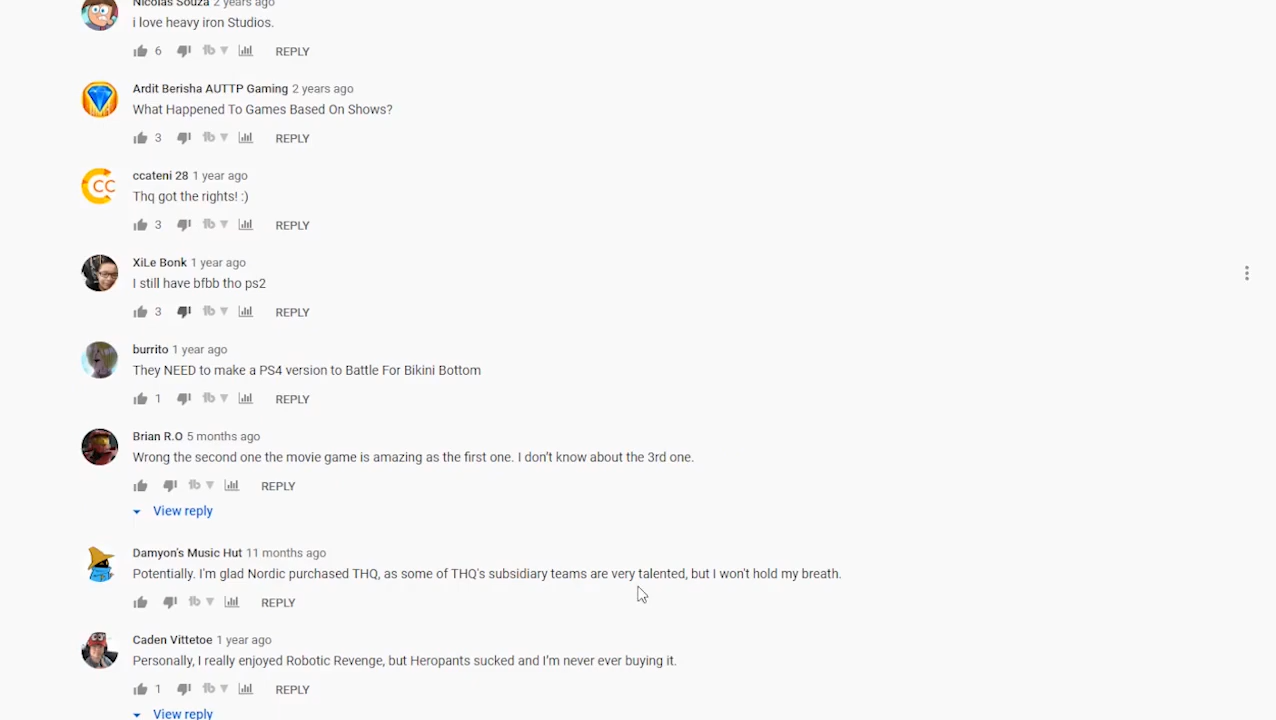 Nicolas Souza 2 years ago
i love heavy iron Studios.
6 REPLY
Ardit Berisha AUTTP Gaming 2 years ago
What Happened To Games Based On Shows?
3 REPLY
CC
ccateni 28 1 year ago
Thq got the rights! :)
3 REPLY
XiLe Bonk 1 year ago
I still have bfbb tho ps2
3 REPLY
burrito 1 year ago
They NEED to make a PS4 version to Battle For Bikini Bottom
1 REPLY
Brian R.O 5 months ago
Wrong the second one the movie game is amazing as the first one. I don't know about the 3rd one.
REPLY
View reply
Damyon's Music Hut 11 months ago
Potentially. I'm glad Nordic purchased THQ, as some of THQ's subsidiary teams are very talented, but I won't hold my breath.
REPLY
Caden Vittetoe 1 year ago
Personally, I really enjoyed Robotic Revenge, but Heropants sucked and I'm never ever buying it.
1 REPLY
View reply